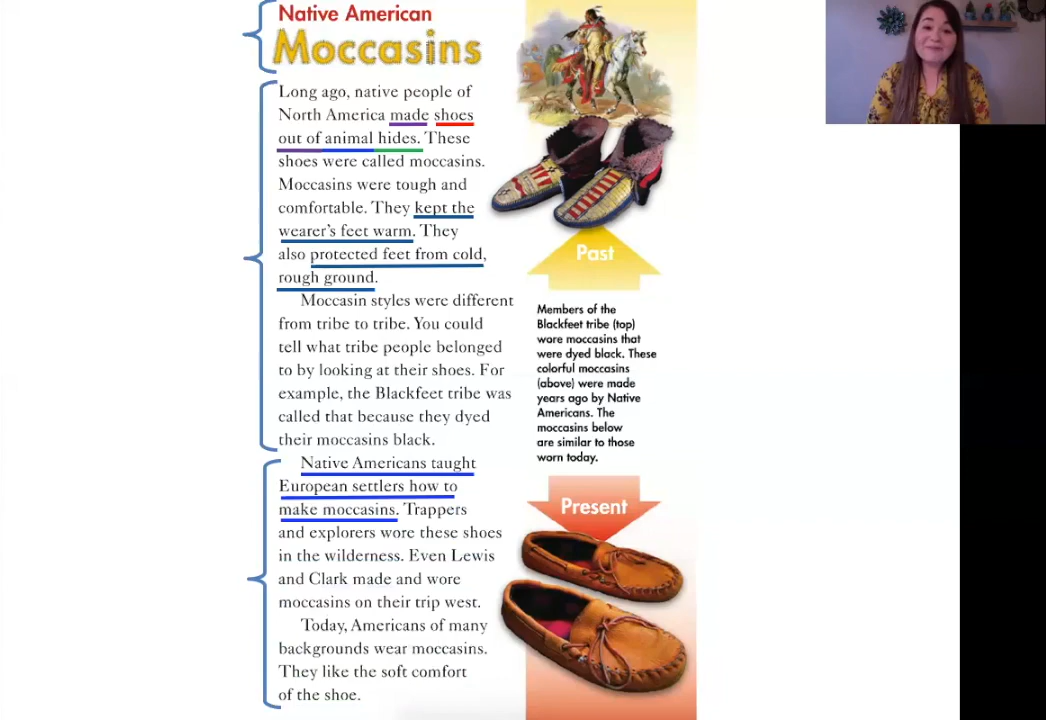 Native American
Moccasins
Long ago, native people of
North America made shoes
out of animal hides. These
shoes were called moccasins.
Moccasins were tough and
comfortable. They kept the
wearer's feet warm. They
also protected feet from cold,
rough ground.
Moccasin styles were different
from tribe to tribe. You could
tell what tribe people belonged
to by looking at their shoes. For
example, the Blackfeet tribe was
called that because they dyed
their moccasins black.
Native Americans taught
European settlers how to
make moccasins. Trappers
and explorers wore these shoes
in the wilderness. Even Lewis
and Clark made and wore
moccasins on their trip west.
Today, Americans of many
backgrounds wear moccasins.
They like the soft comfort
of the shoe.
Past
Members of the
Blackfeet tribe (top)
wore moccasins that
were dyed black. These
colorful moccasins
(above) were made
years ago by Native
Americans. The
moccasins below
are similar to those
worn today.
Present